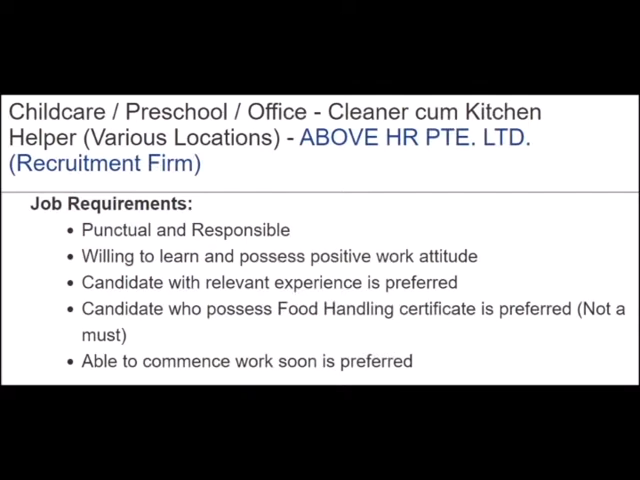 Childcare / Preschool / Office - Cleaner cum Kitchen
Helper (Various Locations) - ABOVE HR PTE. LTD.
(Recruitment Firm)
Job Requirements:
• Punctual and Responsible
• Willing to learn and possess positive work attitude
• Candidate with relevant experience is preferred
• Candidate who possess Food Handling certificate is preferred (Not a
must)
• Able to commence work soon is preferred